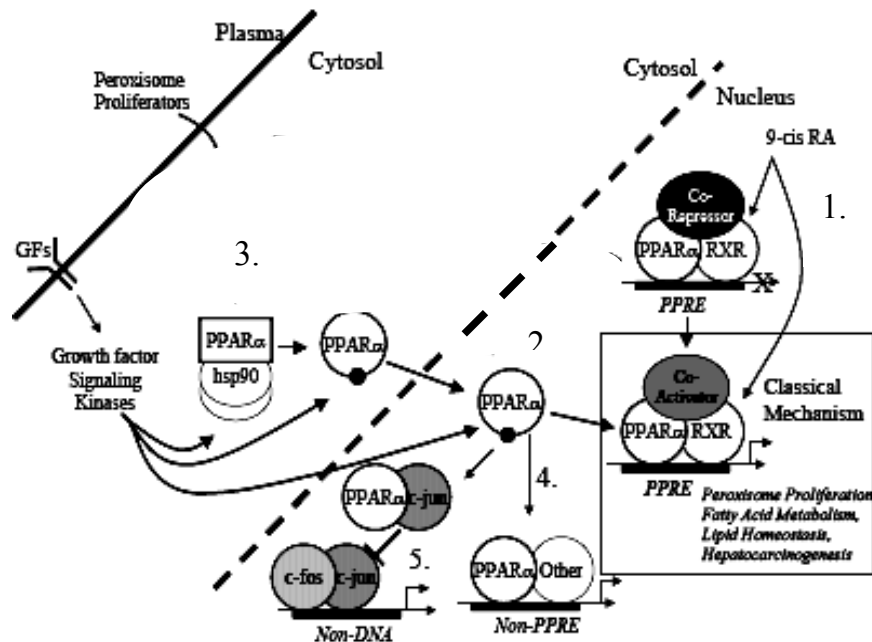 Plasma
Cytosol
Peroxisome
Proliferators
Cytosol
Nucleus
9-cis RA
1.
Co-
Repressor
PPARα RXR
X
PPRE
GFs
3.
PPARα
hsp90
PPARα
Growth factor
Signaling
Kinases
2
PPARα
Co-
Activator
Classical
Mechanism
PPARα RXR
PPRE
Peroxisome Proliferation
Fatty Acid Metabolism,
Lipid Homeostasis,
Hepatocarcinogenesis
PPARα c-jun
4.
5.
c-fos c-jun
Non-DNA
PPARα Other
Non-PPRE